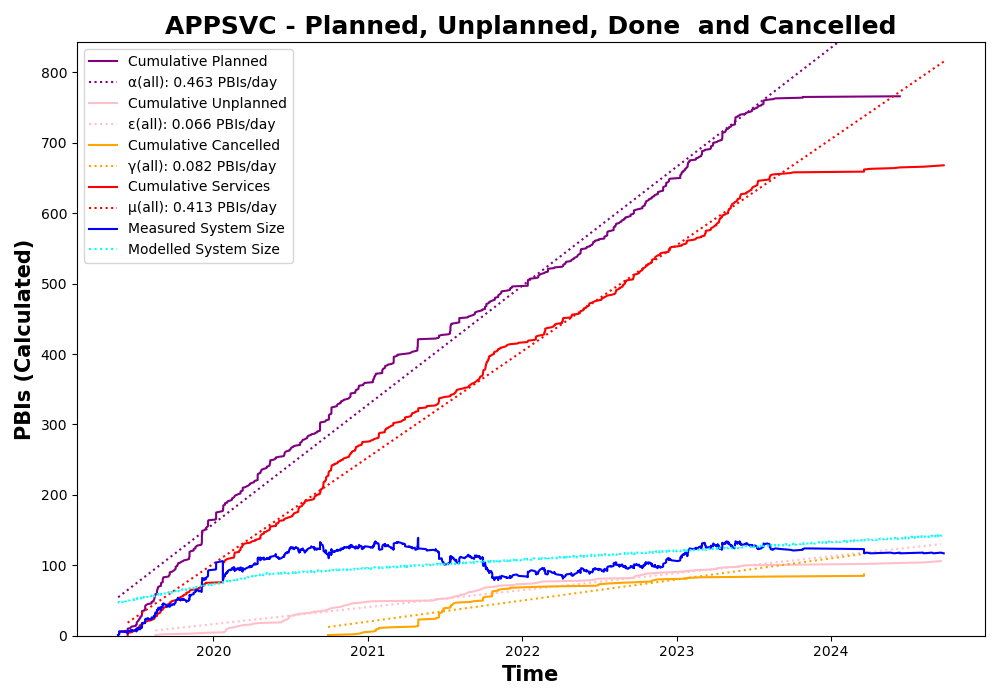 APPSVC - Planned, Unplanned, Done  and Cancelled
Cumulative Planned
α(all): 0.463 PBIs/day
Cumulative Unplanned
ε(all): 0.066 PBIs/day
Cumulative Cancelled
γ(all): 0.082 PBIs/day
Cumulative Services
μ(all): 0.413 PBIs/day
Measured System Size
Modelled System Size
PBIs (Calculated)
800
700
600
500
400
300
200
100
0
2020 2021 2022 2023 2024
Time